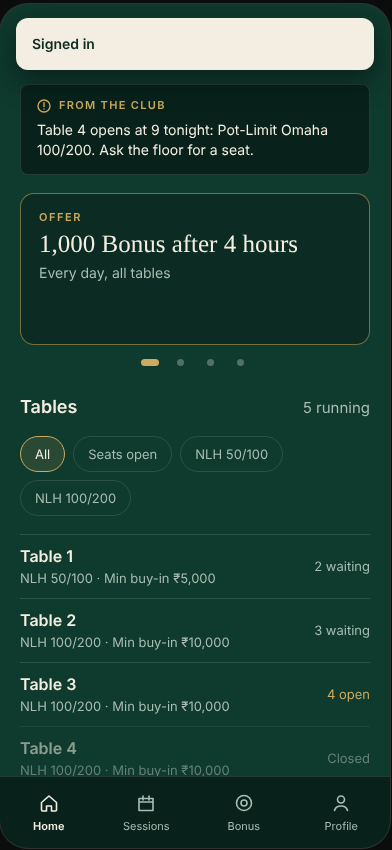 Signed in
FROM THE CLUB
Table 4 opens at 9 tonight: Pot-Limit Omaha
100/200. Ask the floor for a seat.
OFFER
1,000 Bonus after 4 hours
Every day, all tables
Tables
5 running
All
Seats open
NLH 50/100
NLH 100/200
Table 1
NLH 50/100 · Min buy-in ₹5,000
2 waiting
Table 2
NLH 100/200 · Min buy-in ₹10,000
3 waiting
Table 3
NLH 100/200 · Min buy-in ₹10,000
4 open
Table 4
NLH 100/200 · Min buy-in ₹10,000
Closed
Home
Sessions
Bonus
Profile